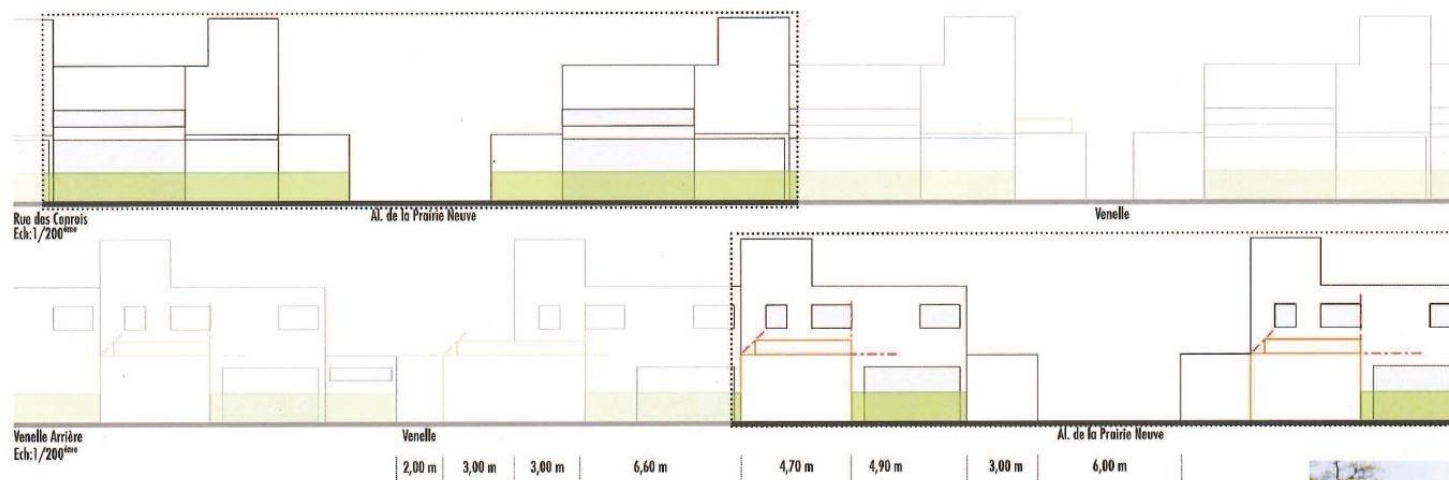 Rue des Conrois
Ech:1/200ème
Al. de la Prairie Neuve
Venelle
Venelle Arrière
Ech:1/200ème
Venelle
Al. de la Prairie Neuve
2,00 m 3,00 m 3,00 m 6,60 m 4,70 m 4,90 m 3,00 m 6,00 m